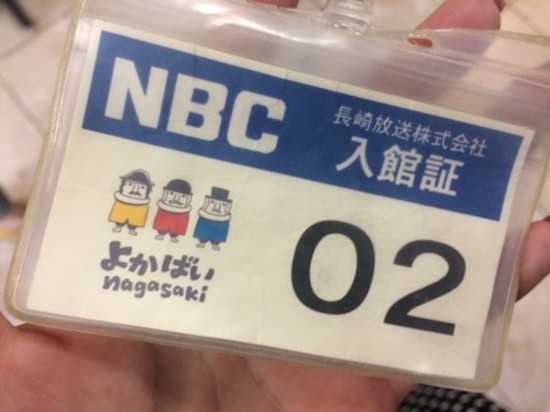 NBC
長崎放送株式会社
入館証
よかばい
nagasaki
02